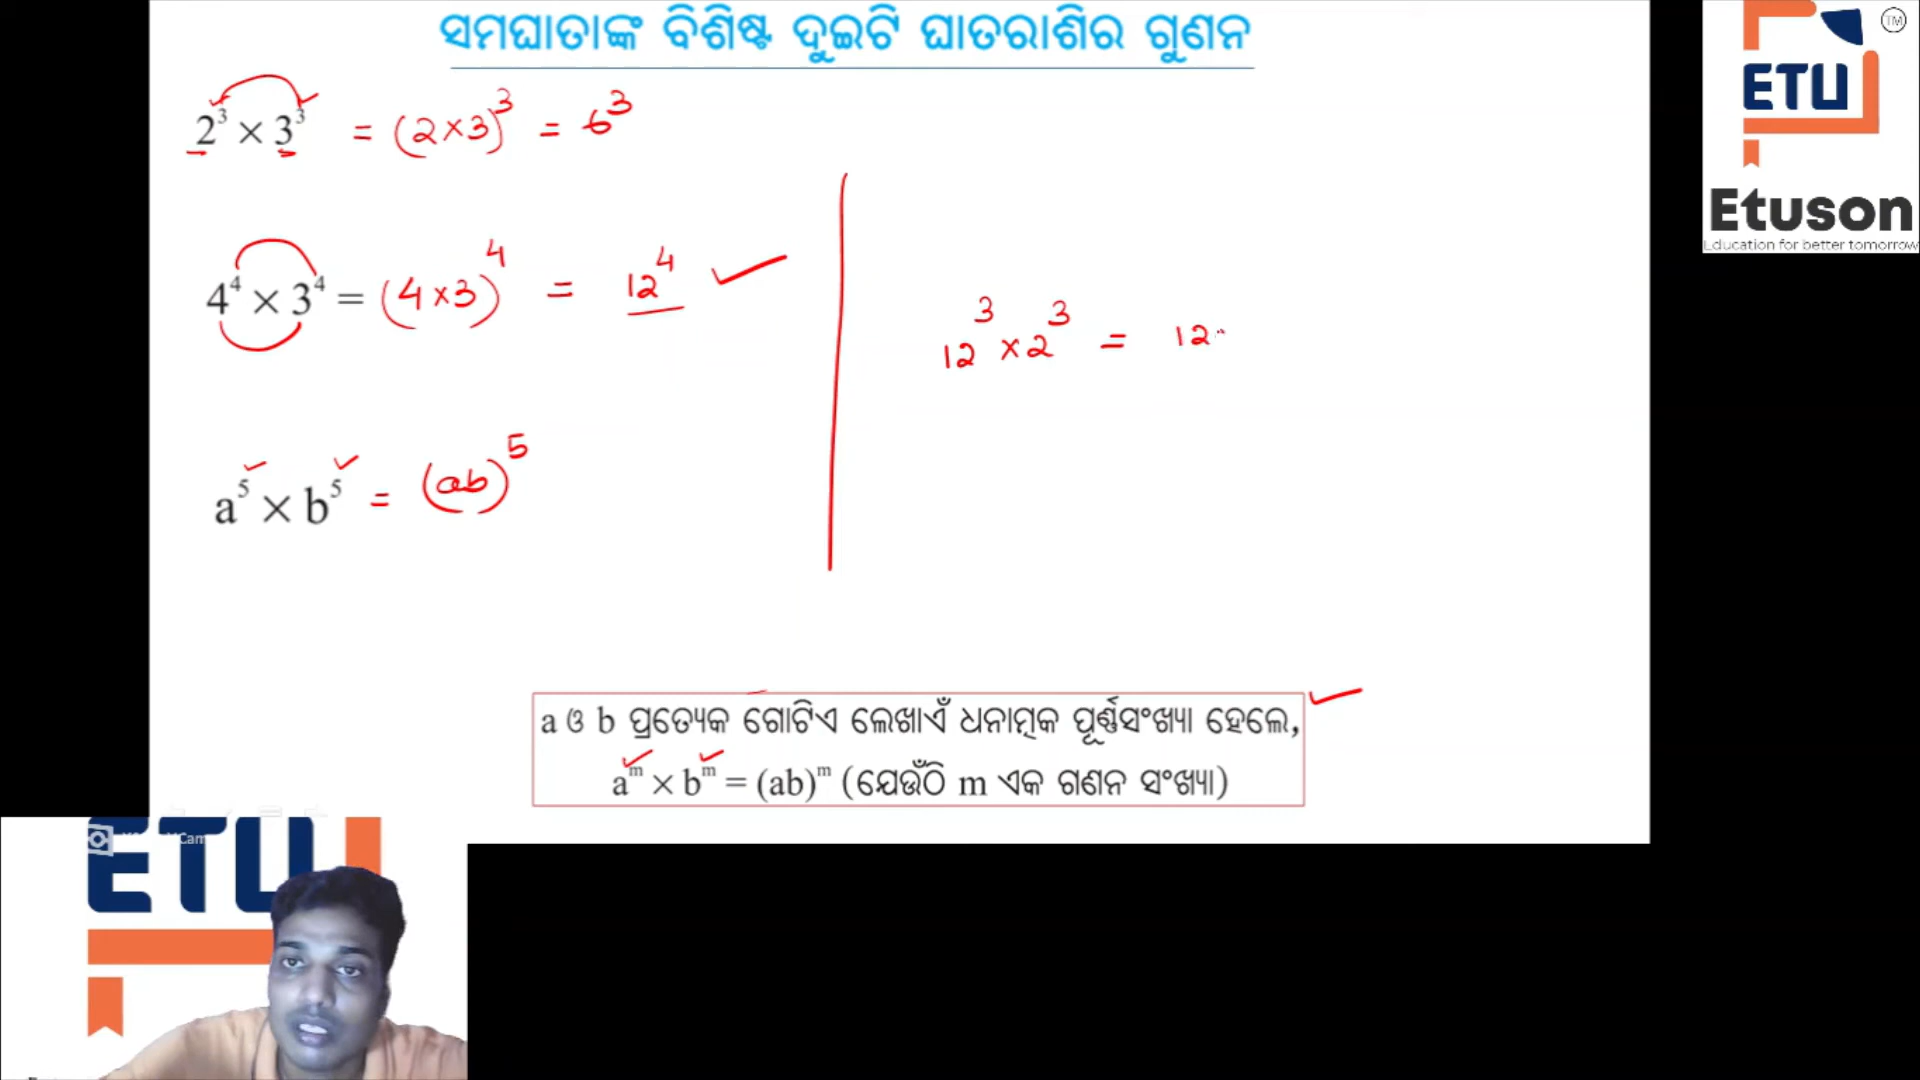 ସମଘାତାଙ୍କ ବିଶିଷ୍ଟ ଦୁଇଟି ଘାତରାଶିର ଗୁଣନ
2³ × 3³ = (2×3)³ = 6³
4⁴ × 3⁴ = (4×3)⁴ = 12⁴
12³ × 2³ = 12
a⁵ × b⁵ = (ab)⁵
a ଓ b ପ୍ରତ୍ୟେକ ଗୋଟିଏ ଲେଖାଏଁ ଧନାତ୍ମକ ପୂର୍ଣ୍ଣସଂଖ୍ୟା ହେଲେ,
aᵐ × bᵐ = (ab)ᵐ (ଯେଉଁଠି m ଏକ ଗଣନ ସଂଖ୍ୟା)
TM
ETU
Etuson
Education for better tomorrow
ETU